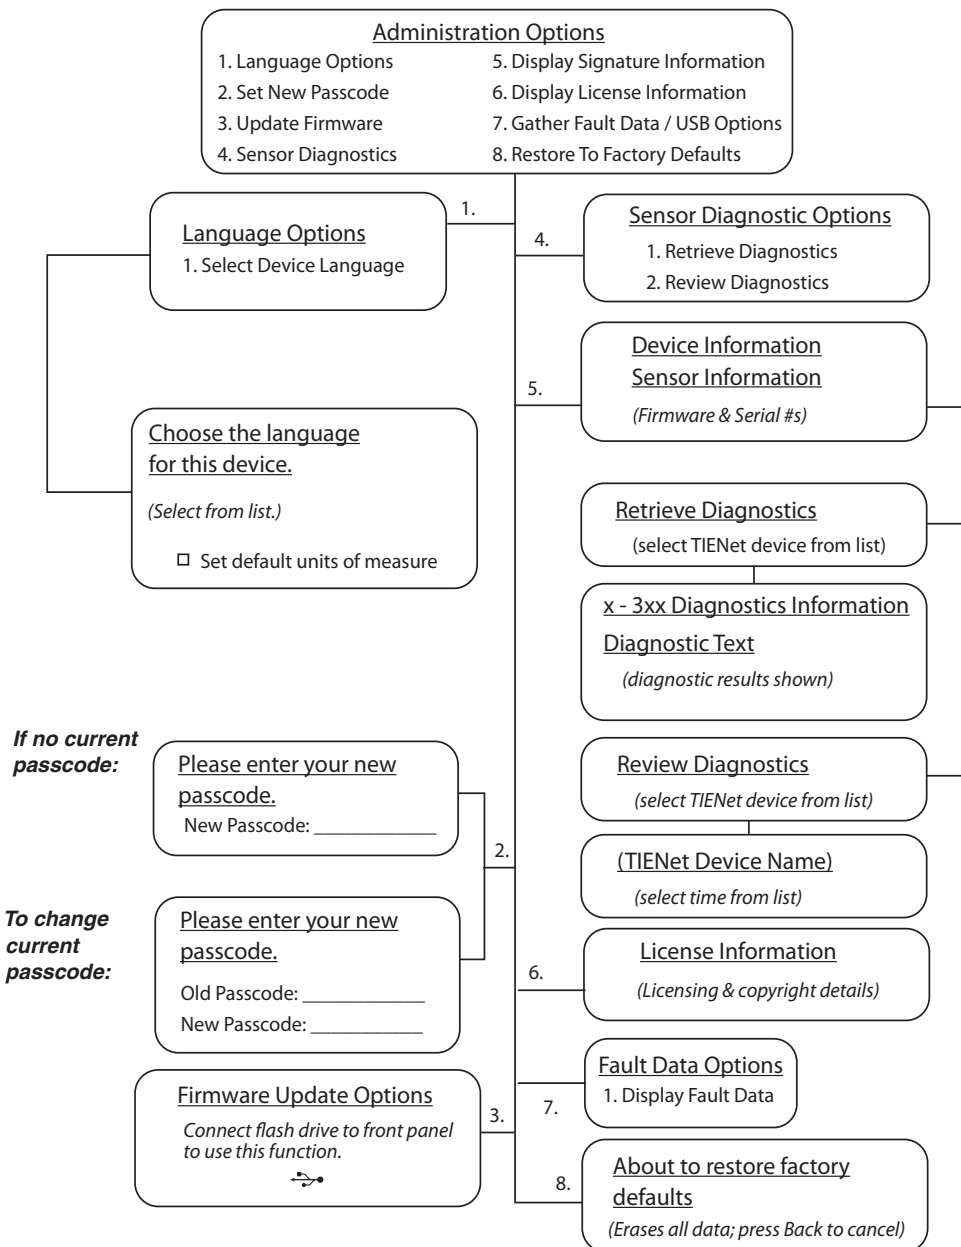 Administration Options
1. Language Options
2. Set New Passcode
3. Update Firmware
4. Sensor Diagnostics
5. Display Signature Information
6. Display License Information
7. Gather Fault Data / USB Options
8. Restore To Factory Defaults
1.
Language Options
1. Select Device Language
4.
Sensor Diagnostic Options
1. Retrieve Diagnostics
2. Review Diagnostics
5.
Device Information
Sensor Information
(Firmware & Serial #s)
Choose the language
for this device.
(Select from list.)
Set default units of measure
Retrieve Diagnostics
(select TIENet device from list)
x - 3xx Diagnostics Information
Diagnostic Text
(diagnostic results shown)
If no current
passcode:
Please enter your new
passcode.
New Passcode: ____________
2.
Review Diagnostics
(select TIENet device from list)
(TIENet Device Name)
(select time from list)
To change
current
passcode:
Please enter your new
passcode.
Old Passcode: ____________
New Passcode: ___________
6.
License Information
(Licensing & copyright details)
Firmware Update Options
Connect flash drive to front panel
to use this function.
3.
7.
Fault Data Options
1. Display Fault Data
8.
About to restore factory
defaults
(Erases all data; press Back to cancel)